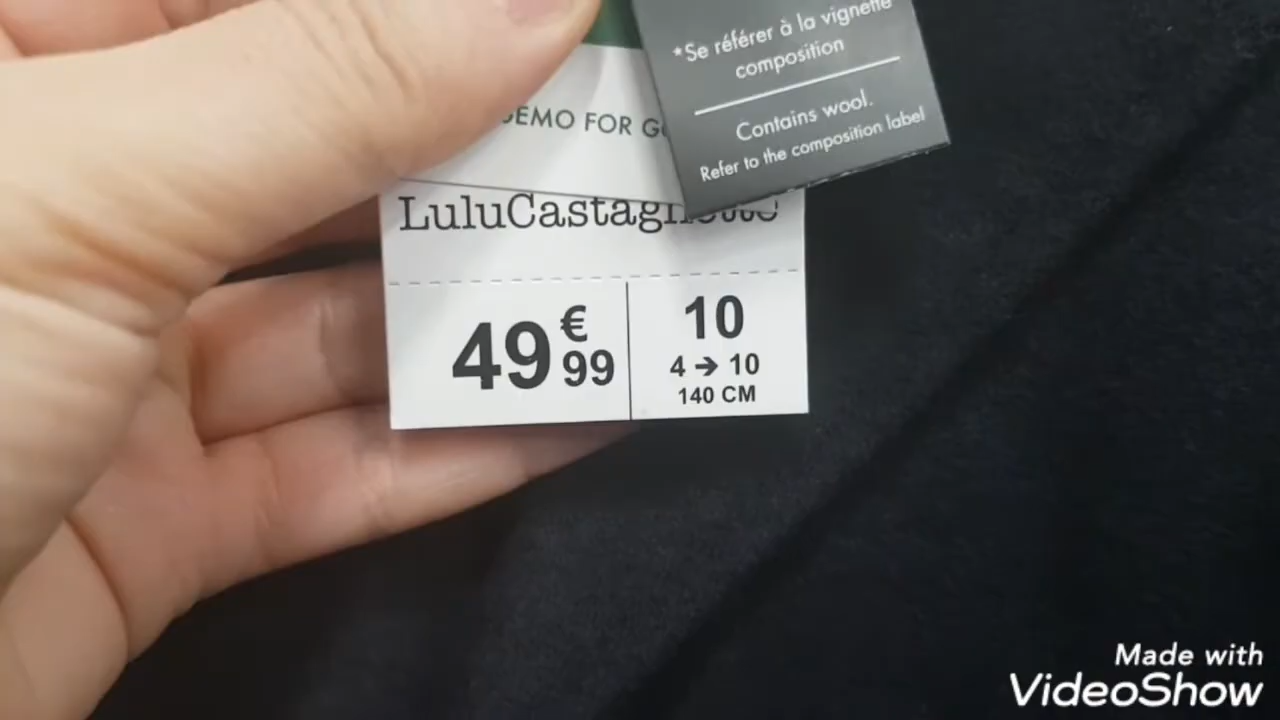 *Se référer à la vignette
composition
Contains wool.
Refer to the composition label
FOR
LuluCastagnette
49 €
99
10
4 → 10
140 CM
Made with
VideoShow